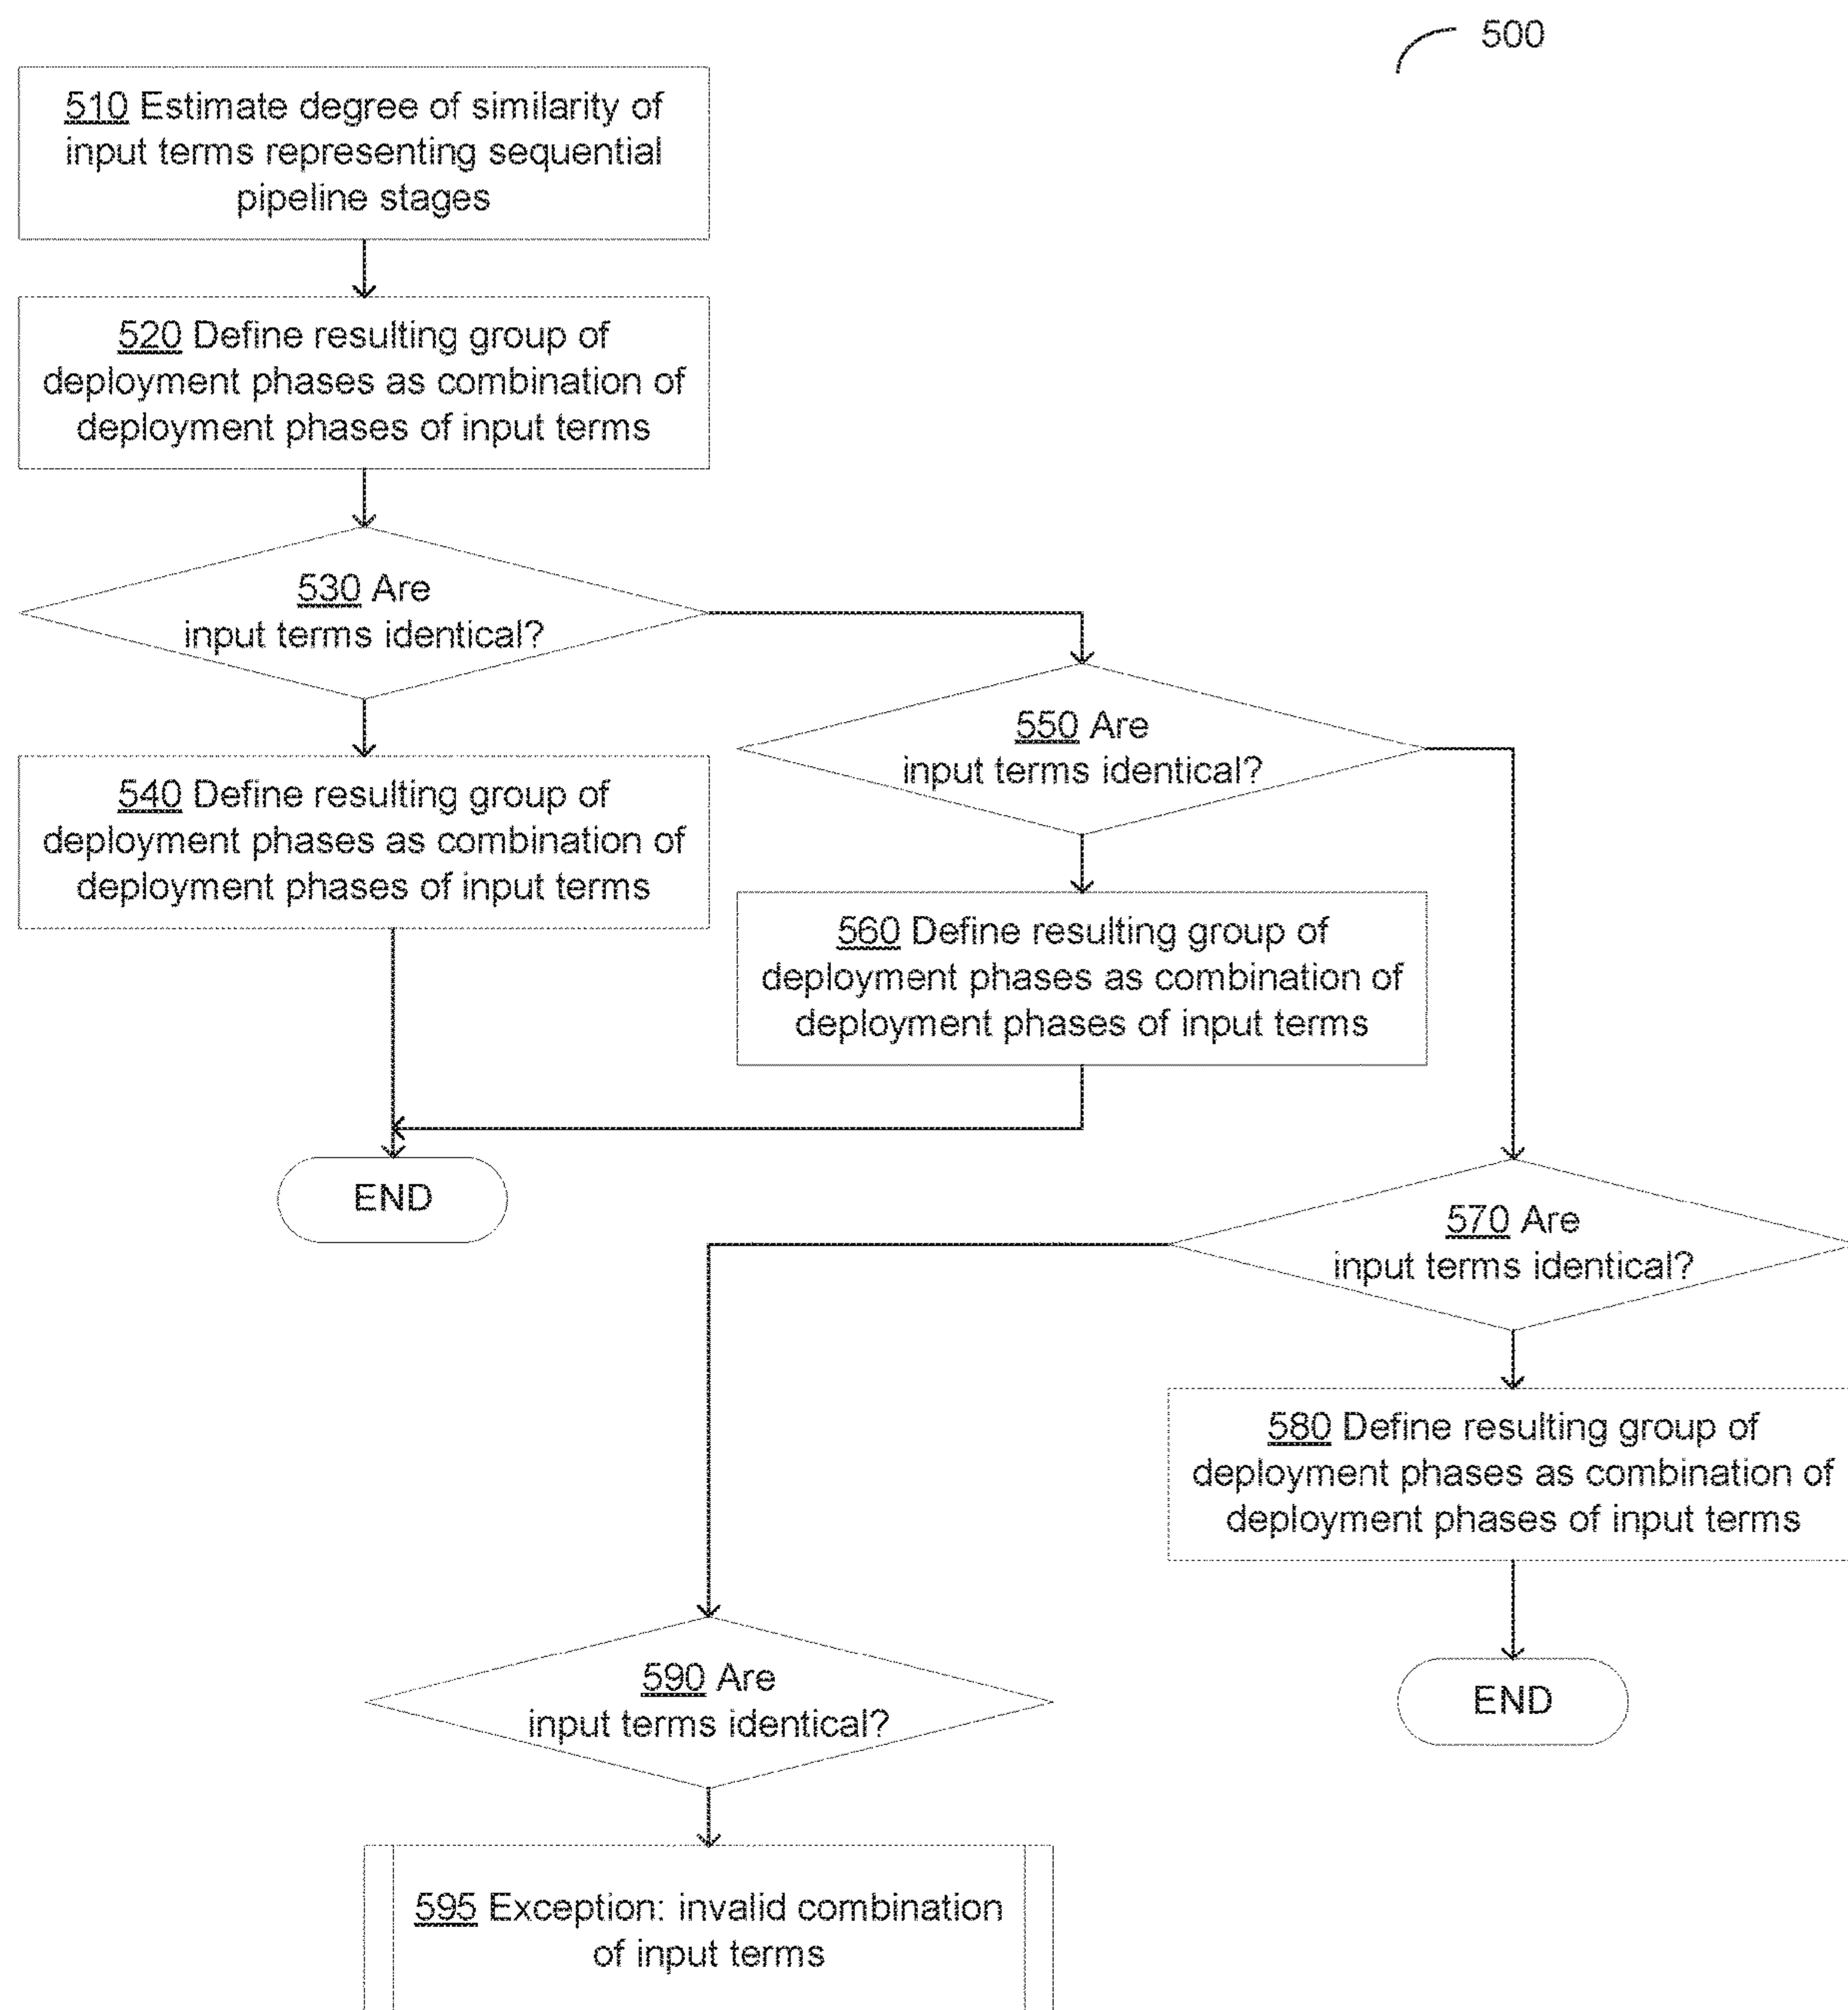 500
510 Estimate degree of similarity of
input terms representing sequential
pipeline stages
520 Define resulting group of
deployment phases as combination of
deployment phases of input terms
530 Are
input terms identical?
540 Define resulting group of
deployment phases as combination of
deployment phases of input terms
550 Are
input terms identical?
560 Define resulting group of
deployment phases as combination of
deployment phases of input terms
END
570 Are
input terms identical?
580 Define resulting group of
deployment phases as combination of
deployment phases of input terms
END
590 Are
input terms identical?
595 Exception: invalid combination
of input terms